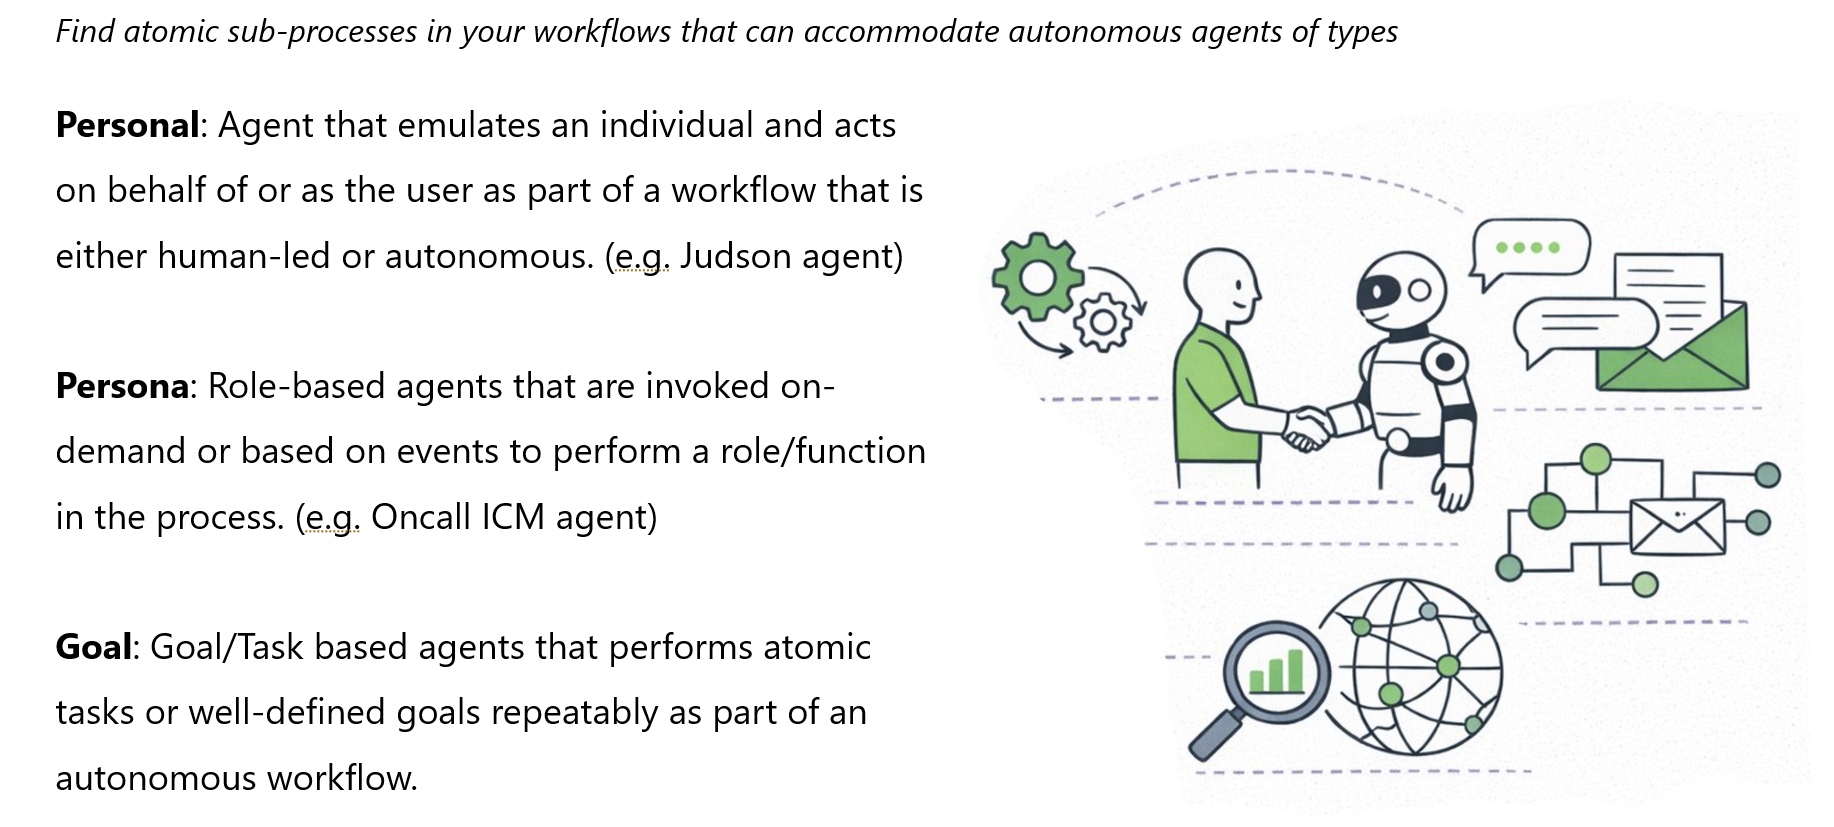 Find atomic sub-processes in your workflows that can accommodate autonomous agents of types
Personal: Agent that emulates an individual and acts
on behalf of or as the user as part of a workflow that is
either human-led or autonomous. (e.g. Judson agent)
Persona: Role-based agents that are invoked on-
demand or based on events to perform a role/function
in the process. (e.g. Oncall ICM agent)
Goal: Goal/Task based agents that performs atomic
tasks or well-defined goals repeatably as part of an
autonomous workflow.